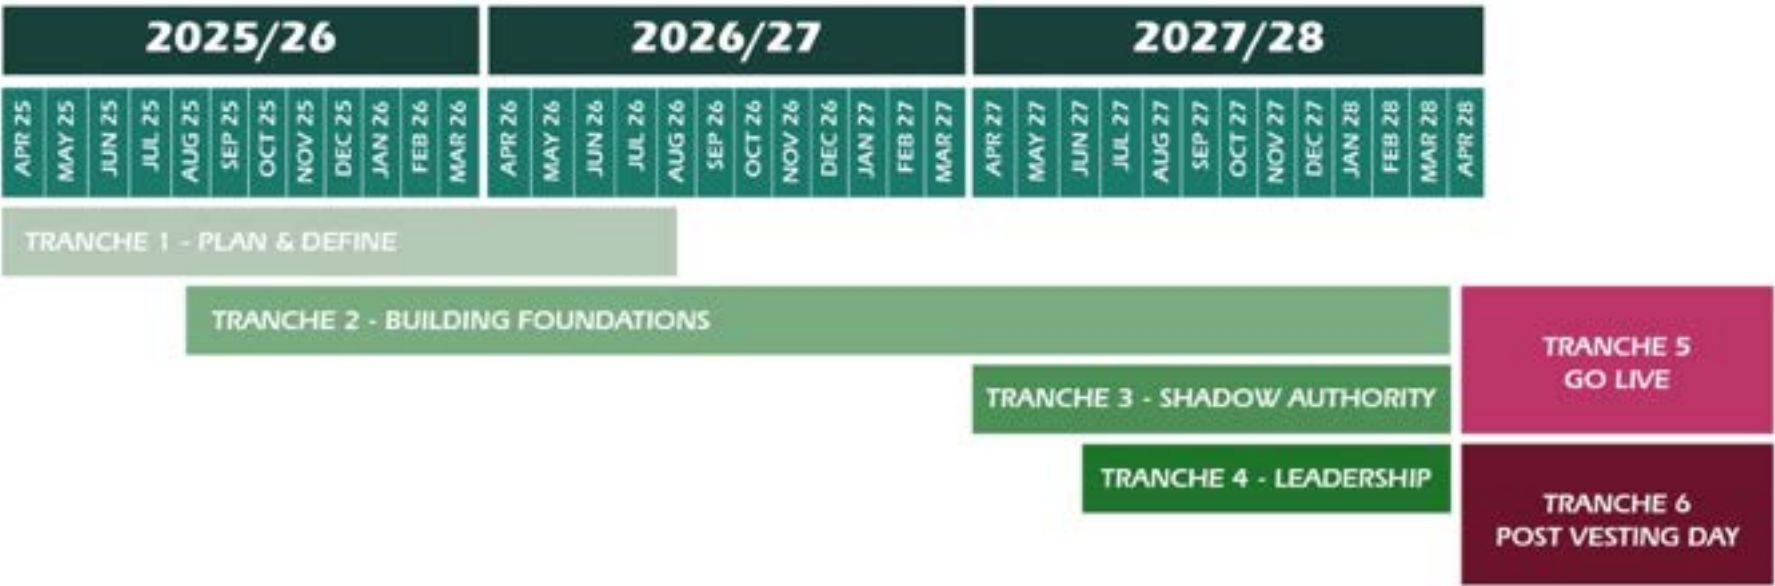 2025/26
2026/27
2027/28
APR 25
MAY 25
JUN 25
JUL 25
AUG 25
SEP 25
OCT 25
NOV 25
DEC 25
JAN 26
FEB 26
MAR 26
APR 26
MAY 26
JUN 26
JUL 26
AUG 26
SEP 26
OCT 26
NOV 26
DEC 26
JAN 27
FEB 27
MAR 27
APR 27
MAY 27
JUN 27
JUL 27
AUG 27
SEP 27
OCT 27
NOV 27
DEC 27
JAN 28
FEB 28
MAR 28
APR 28
TRANCHE 1 - PLAN & DEFINE
TRANCHE 2 - BUILDING FOUNDATIONS
TRANCHE 3 - SHADOW AUTHORITY
TRANCHE 4 - LEADERSHIP
TRANCHE 5
GO LIVE
TRANCHE 6
POST VESTING DAY